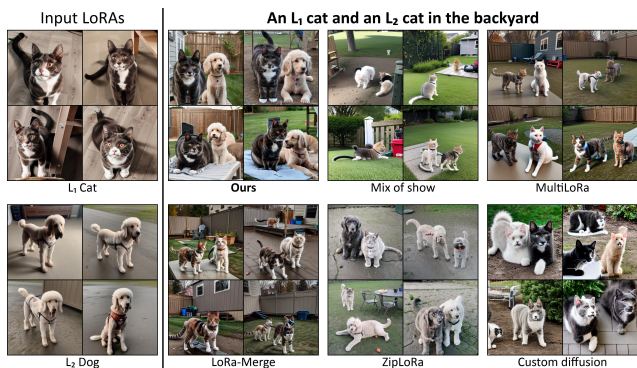 Input LoRAs
An L₁ cat and an L₂ cat in the backyard
L₁ Cat
Ours
Mix of show
MultiLoRa
L₂ Dog
LoRa-Merge
ZipLoRa
Custom diffusion